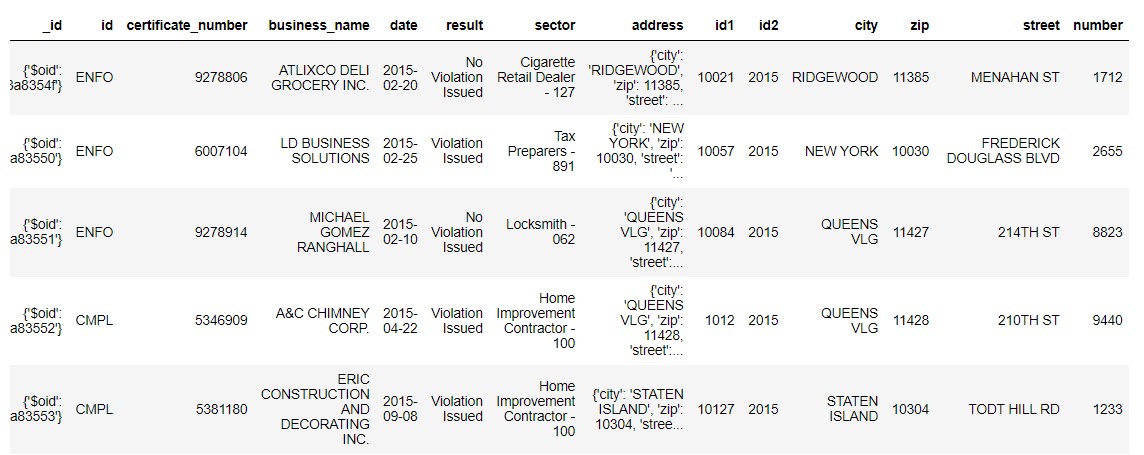 _id id certificate_number business_name date result sector address id1 id2 city zip street number
{'$oid':
3a8354f'}
ENFO
9278806
ATLIXCO DELI
GROCERY INC.
2015-
02-20
No
Violation
Issued
Cigarette
Retail Dealer
- 127
{'city':
'RIDGEWOOD',
'zip': 11385,
'street': ...
10021
2015
RIDGEWOOD
11385
MENAHAN ST
1712
{'$oid':
a83550'}
ENFO
6007104
LD BUSINESS
SOLUTIONS
2015-
02-25
Violation
Issued
Tax
Preparers -
891
{'city': 'NEW
YORK', 'zip':
10030, 'street':
'...
10057
2015
NEW YORK
10030
FREDERICK
DOUGLASS BLVD
2655
{'$oid':
a83551'}
ENFO
9278914
MICHAEL
GOMEZ
RANGHALL
2015-
02-10
No
Violation
Issued
Locksmith -
062
{'city':
'QUEENS
VLG', 'zip':
11427,
'street':...
10084
2015
QUEENS
VLG
11427
214TH ST
8823
{'$oid':
a83552'}
CMPL
5346909
A&C CHIMNEY
CORP.
2015-
04-22
Violation
Issued
Home
Improvement
Contractor -
100
{'city':
'QUEENS
VLG', 'zip':
11428,
'street':...
1012
2015
QUEENS
VLG
11428
210TH ST
9440
{'$oid':
a83553'}
CMPL
5381180
ERIC
CONSTRUCTION
AND
DECORATING
INC.
2015-
09-08
Violation
Issued
Home
Improvement
Contractor -
100
{'city': 'STATEN
ISLAND', 'zip':
10304, 'stree...
10127
2015
STATEN
ISLAND
10304
TODT HILL RD
1233